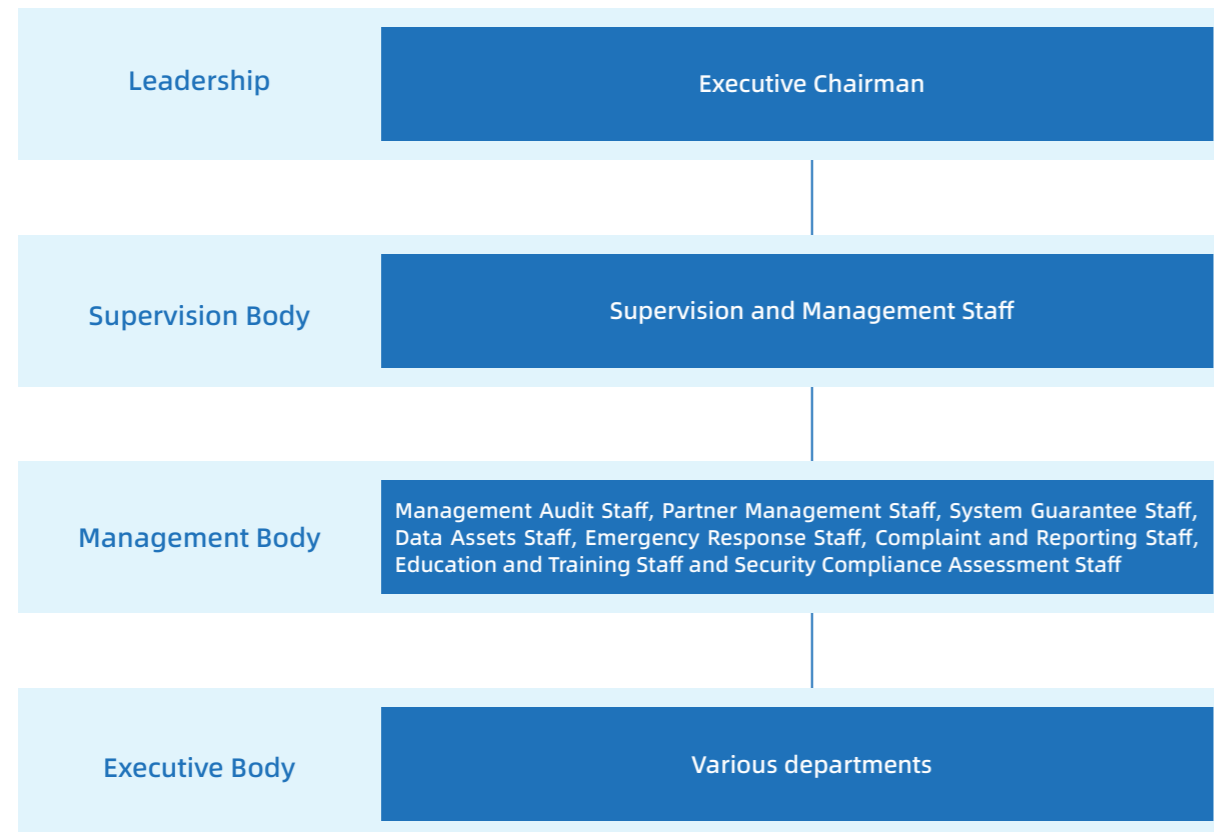 Leadership
Executive Chairman
Supervision Body
Supervision and Management Staff
Management Body
Management Audit Staff, Partner Management Staff, System Guarantee Staff,
Data Assets Staff, Emergency Response Staff, Complaint and Reporting Staff,
Education and Training Staff and Security Compliance Assessment Staff
Executive Body
Various departments